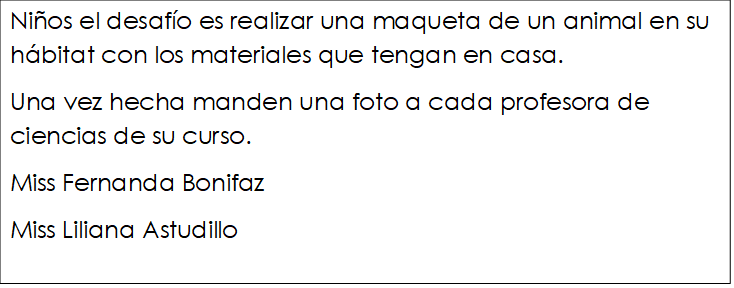 Niños el desafío es realizar una maqueta de un animal en su
hábitat con los materiales que tengan en casa.
Una vez hecha manden una foto a cada profesora de
ciencias de su curso.
Miss Fernanda Bonifaz
Miss Liliana Astudillo